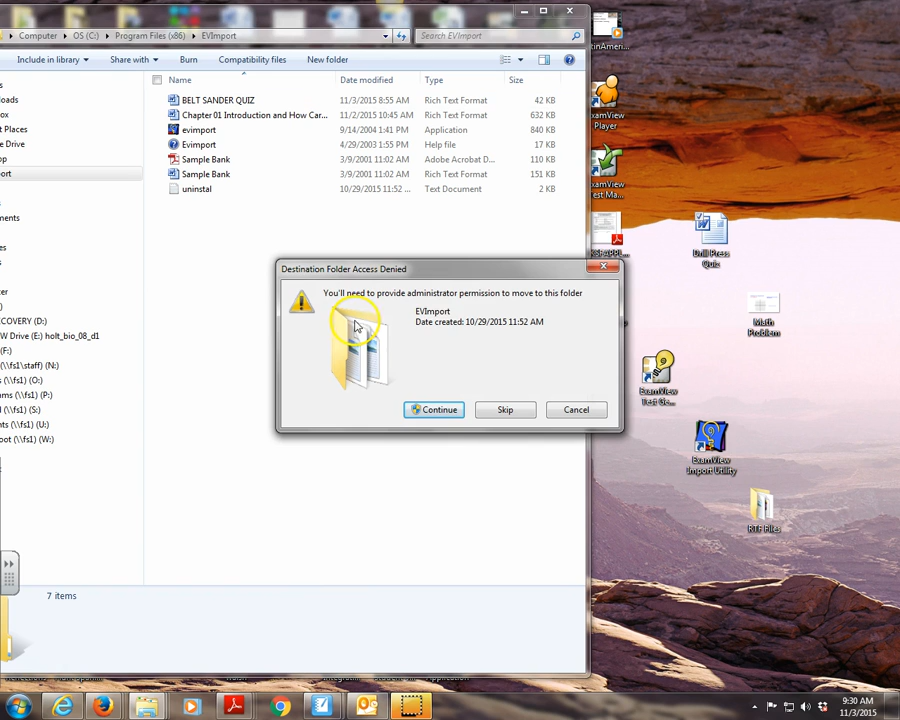 Computer ▸ OS (C:) ▸ Program Files (x86) ▸ EVImport
Search EVImport
Include in library Share with Burn Compatibility files New folder
Name Date modified Type Size
BELT SANDER QUIZ 11/3/2015 8:55 AM Rich Text Format 42 KB
Chapter 01 Introduction and How Car... 11/2/2015 10:45 AM Rich Text Format 632 KB
evimport 9/14/2004 1:41 PM Application 840 KB
Evimport 4/29/2003 1:55 PM Help file 17 KB
Sample Bank 3/9/2001 11:02 AM Adobe Acrobat D... 110 KB
Sample Bank 3/9/2001 11:02 AM Rich Text Format 151 KB
uninstal 10/29/2015 11:52 ... Text Document 2 KB
s
loads
ox
t Places
e Drive
op
ort
ments
es
ter
)
COVERY (D:)
W Drive (E:) holt_bio_08_d1
(F:)
(\\fs1\staff) (N:)
(\\fs1) (O:)
ms (\\fs1) (P:)
l (\\fs1) (S:)
nts (\\fs1) (U:)
oot (\\fs1) (W:)
Destination Folder Access Denied
You'll need to provide administrator permission to move to this folder
EVImport
Date created: 10/29/2015 11:52 AM
Continue Skip Cancel
7 items
tinAmeri...
ExamView
Player
ExamView
Test Ma...
Drill Press
Quiz
Math
Problem
ExamView
Test Ge...
ExamView
Import Utility
RTF Files
9:30 AM
11/3/2015